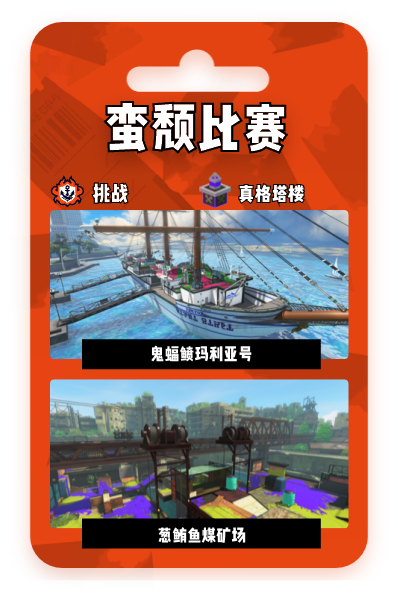 蛮颓比赛
挑战
真格塔楼
鬼蝠鲼玛利亚号
葱鲔鱼煤矿场